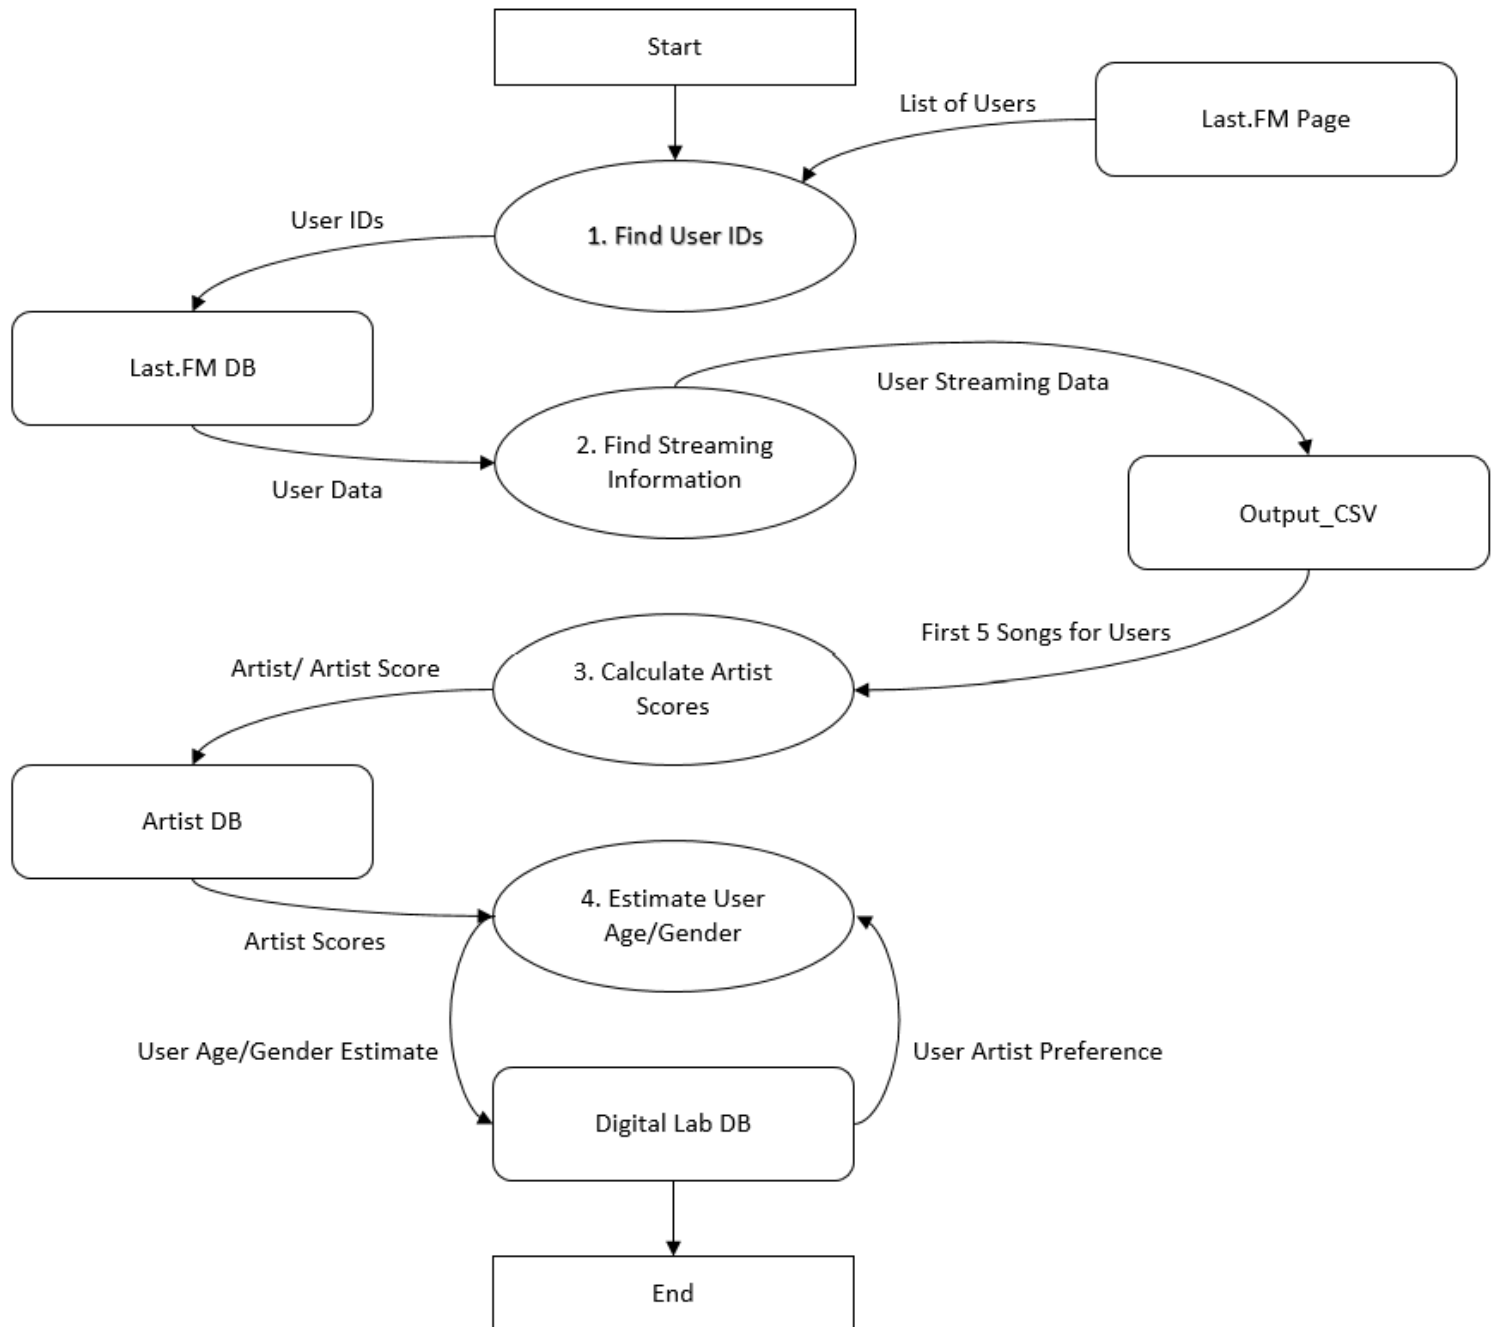 Start
List of Users
Last.FM Page
User IDs
1. Find User IDs
Last.FM DB
User Streaming Data
2. Find Streaming
Information
User Data
Output_CSV
First 5 Songs for Users
Artist/ Artist Score
3. Calculate Artist
Scores
Artist DB
4. Estimate User
Age/Gender
Artist Scores
User Age/Gender Estimate
User Artist Preference
Digital Lab DB
End